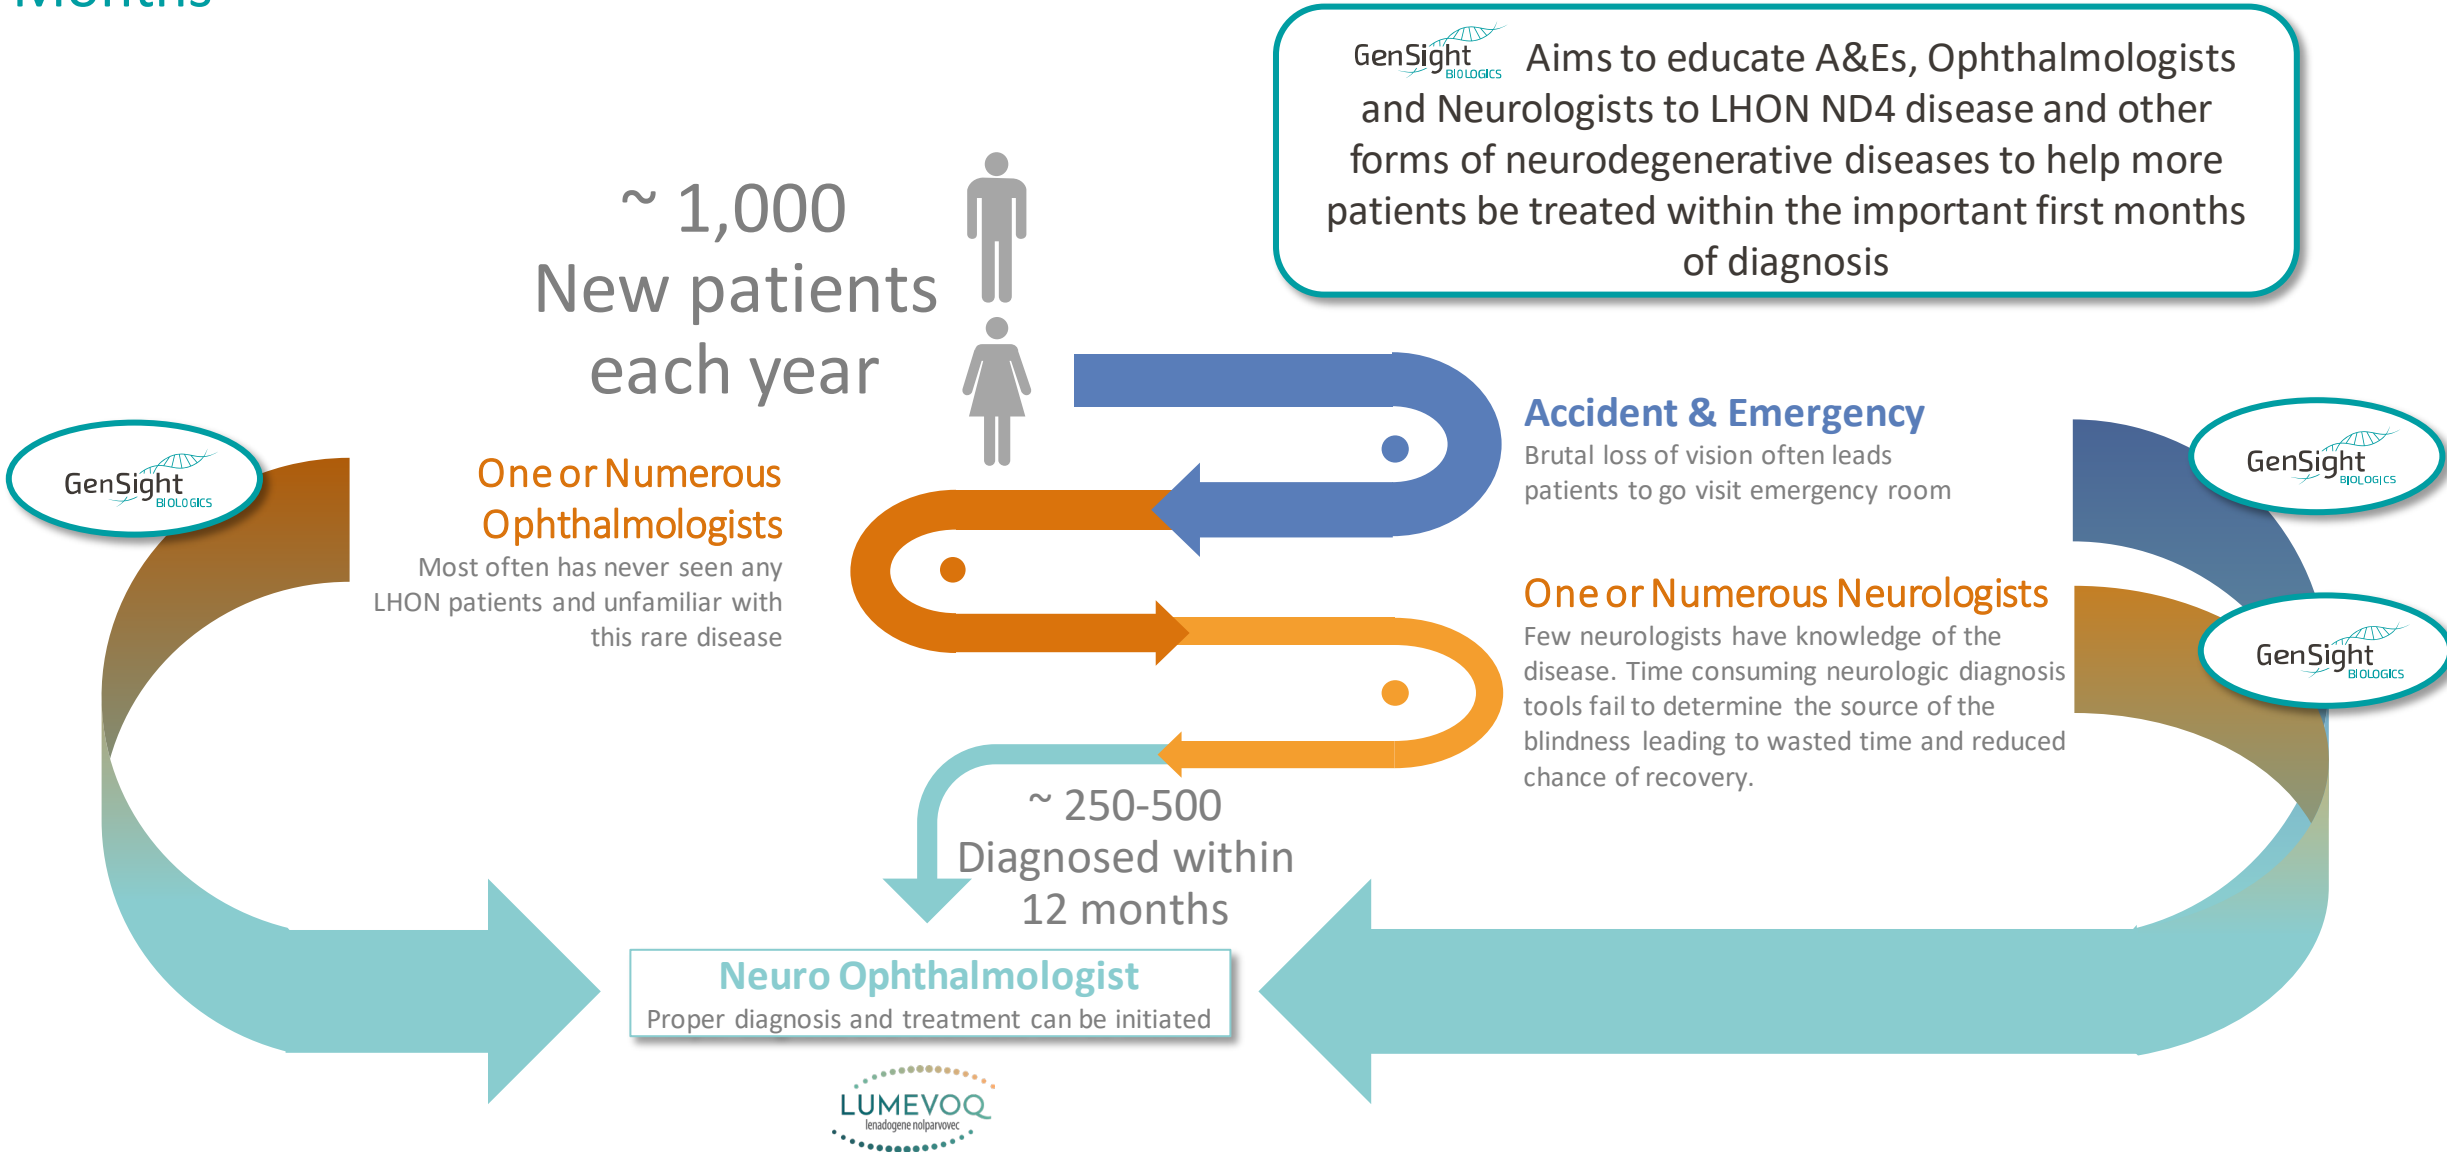 Months
GenSight
BIOLOGICS
Aims to educate A&Es, Ophthalmologists
and Neurologists to LHON ND4 disease and other
forms of neurodegenerative diseases to help more
patients be treated within the important first months
of diagnosis
~ 1,000
New patients
each year
GenSight
BIOLOGICS
One or Numerous
Ophthalmologists
Most often has never seen any
LHON patients and unfamiliar with
this rare disease
Accident & Emergency
Brutal loss of vision often leads
patients to go visit emergency room
GenSight
BIOLOGICS
One or Numerous Neurologists
Few neurologists have knowledge of the
disease. Time consuming neurologic diagnosis
tools fail to determine the source of the
blindness leading to wasted time and reduced
chance of recovery.
GenSight
BIOLOGICS
~ 250-500
Diagnosed within
12 months
Neuro Ophthalmologist
Proper diagnosis and treatment can be initiated
LUMEVOQ
lenadogene nolparvovec